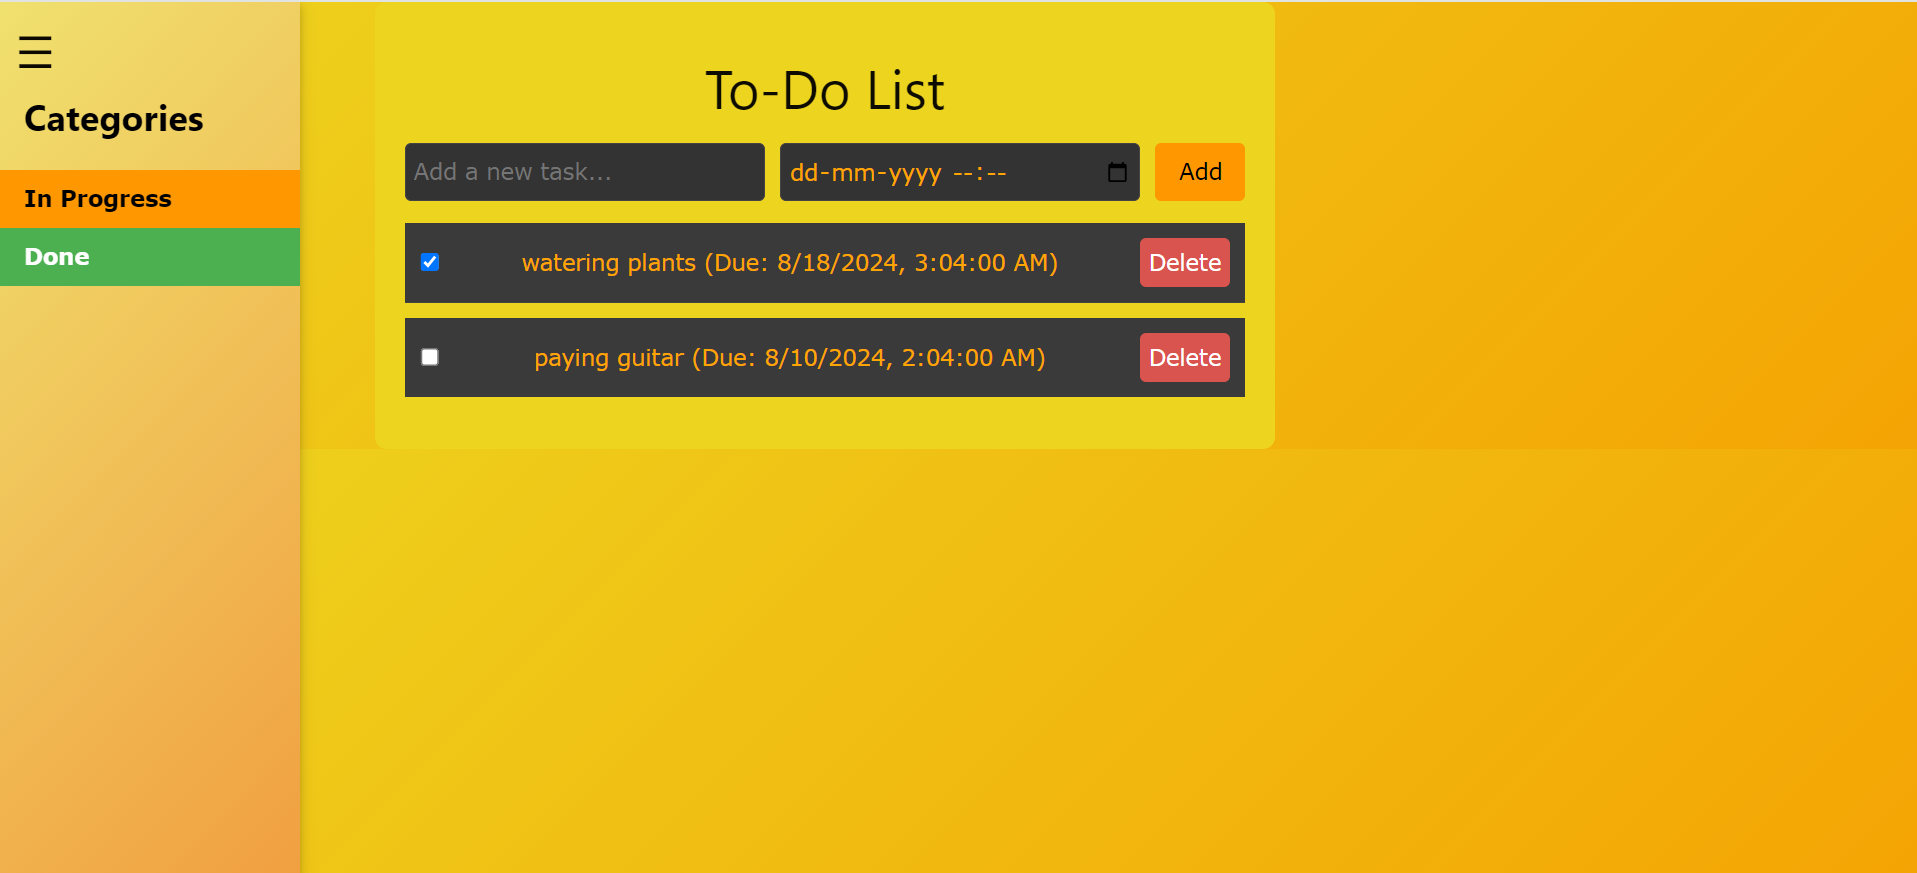 Categories
In Progress
Done
To-Do List
Add a new task...
dd-mm-yyyy --:--
Add
watering plants (Due: 8/18/2024, 3:04:00 AM)
Delete
paying guitar (Due: 8/10/2024, 2:04:00 AM)
Delete